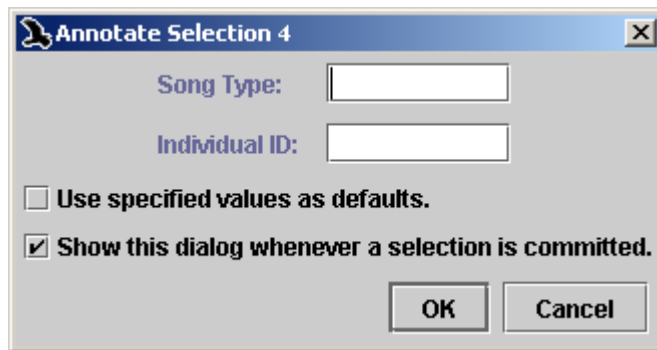 Annotate Selection 4
Song Type:
Individual ID:
Use specified values as defaults.
Show this dialog whenever a selection is committed.
OK Cancel